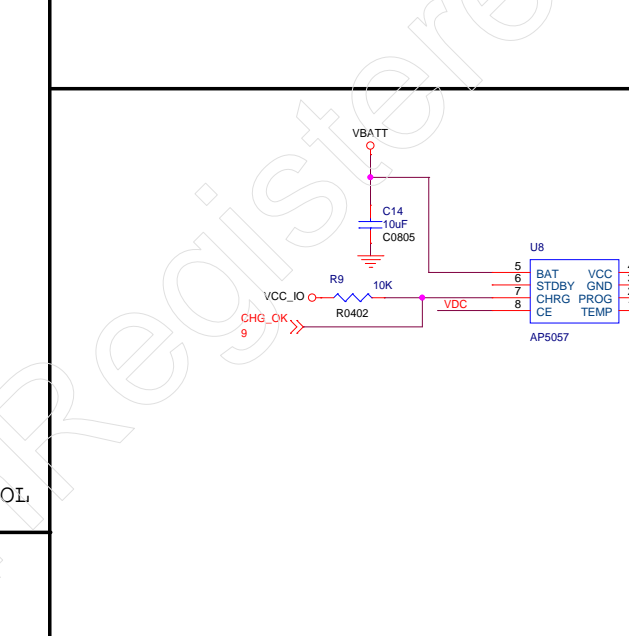 Registere
VBATT
C14
10uF
C0805
U8
5 BAT VCC
6 STDBY GND
7 CHRG PROG
8 CE TEMP
AP5057
R9 10K
VCC_IO
R0402
VDC
CHG_OK
9
OL